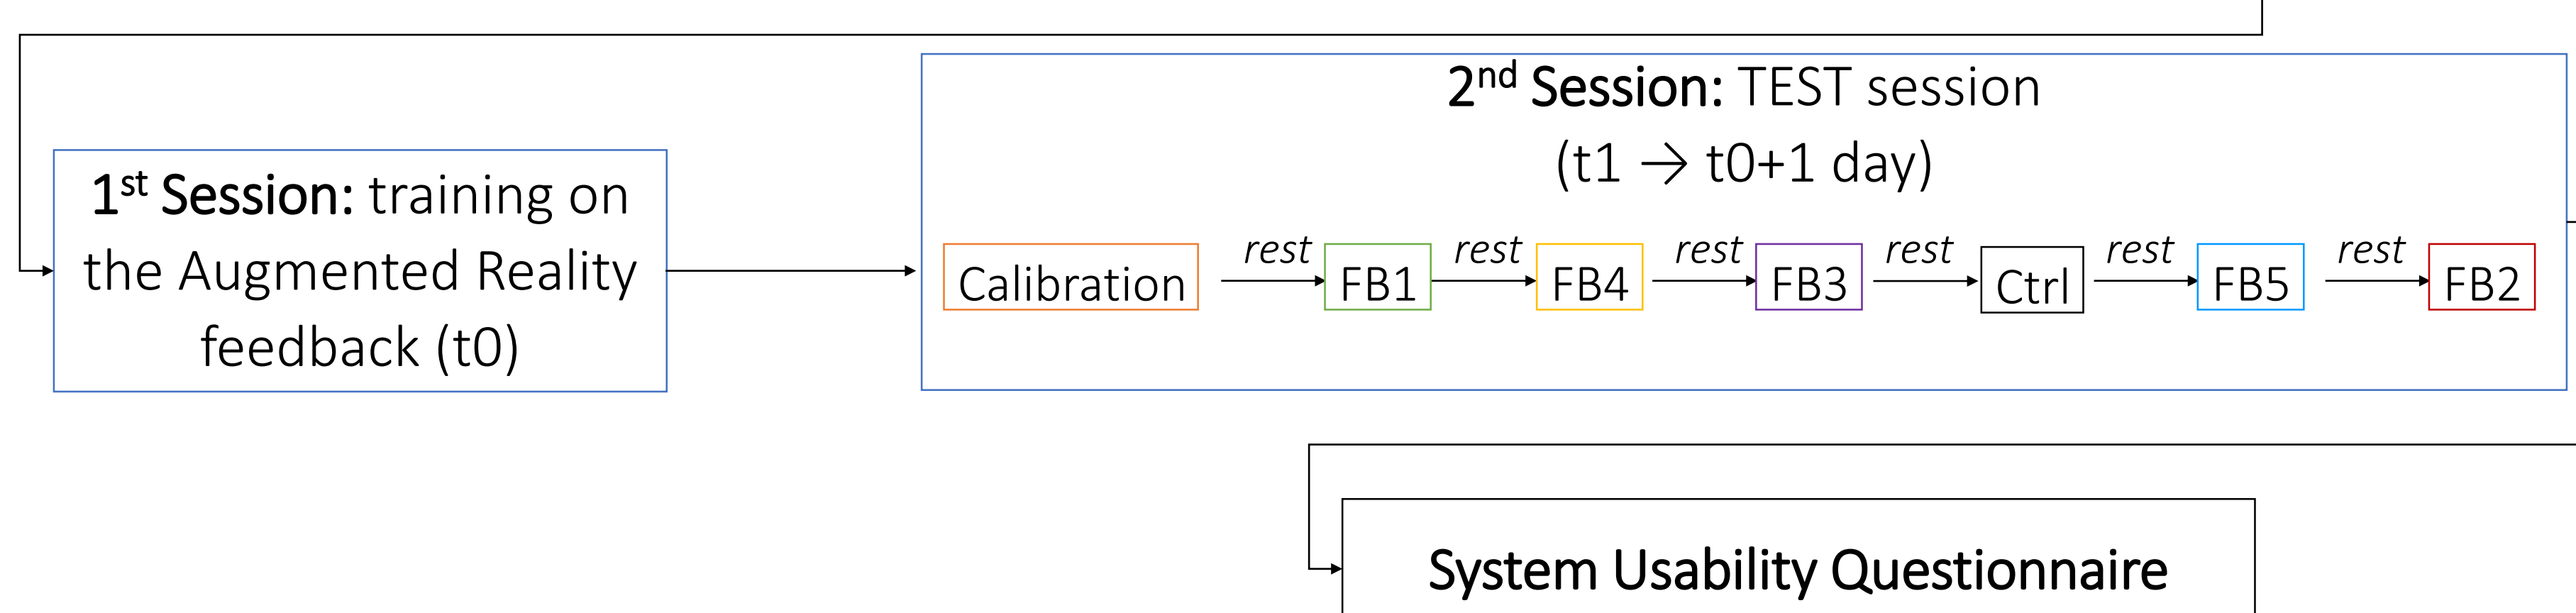 2nd Session: TEST session
(t1 → t0+1 day)
1st Session: training on
the Augmented Reality
feedback (t0)
Calibration rest FB1 rest FB4 rest FB3 rest Ctrl rest FB5 rest FB2
System Usability Questionnaire